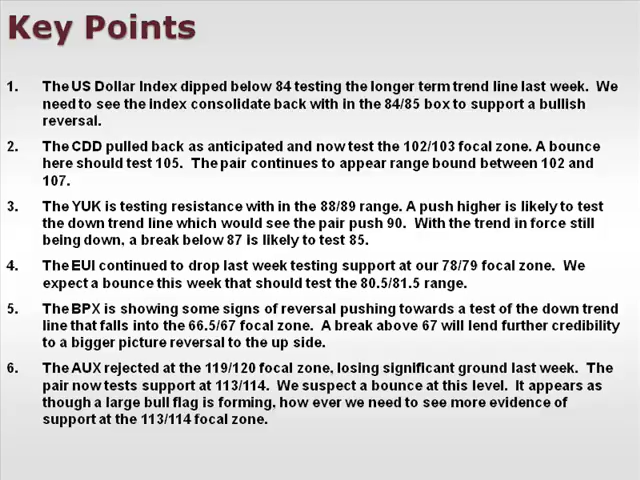 Key Points
1. The US Dollar Index dipped below 84 testing the longer term trend line last week. We
need to see the index consolidate back with in the 84/85 box to support a bullish
reversal.
2. The CDD pulled back as anticipated and now test the 102/103 focal zone. A bounce
here should test 105. The pair continues to appear range bound between 102 and
107.
3. The YUK is testing resistance with in the 88/89 range. A push higher is likely to test
the down trend line which would see the pair push 90. With the trend in force still
being down, a break below 87 is likely to test 85.
4. The EUI continued to drop last week testing support at our 78/79 focal zone. We
expect a bounce this week that should test the 80.5/81.5 range.
5. The BPX is showing some signs of reversal pushing towards a test of the down trend
line that falls into the 66.5/67 focal zone. A break above 67 will lend further credibility
to a bigger picture reversal to the up side.
6. The AUX rejected at the 119/120 focal zone, losing significant ground last week. The
pair now tests support at 113/114. We suspect a bounce at this level. It appears as
though a large bull flag is forming, how ever we need to see more evidence of
support at the 113/114 focal zone.